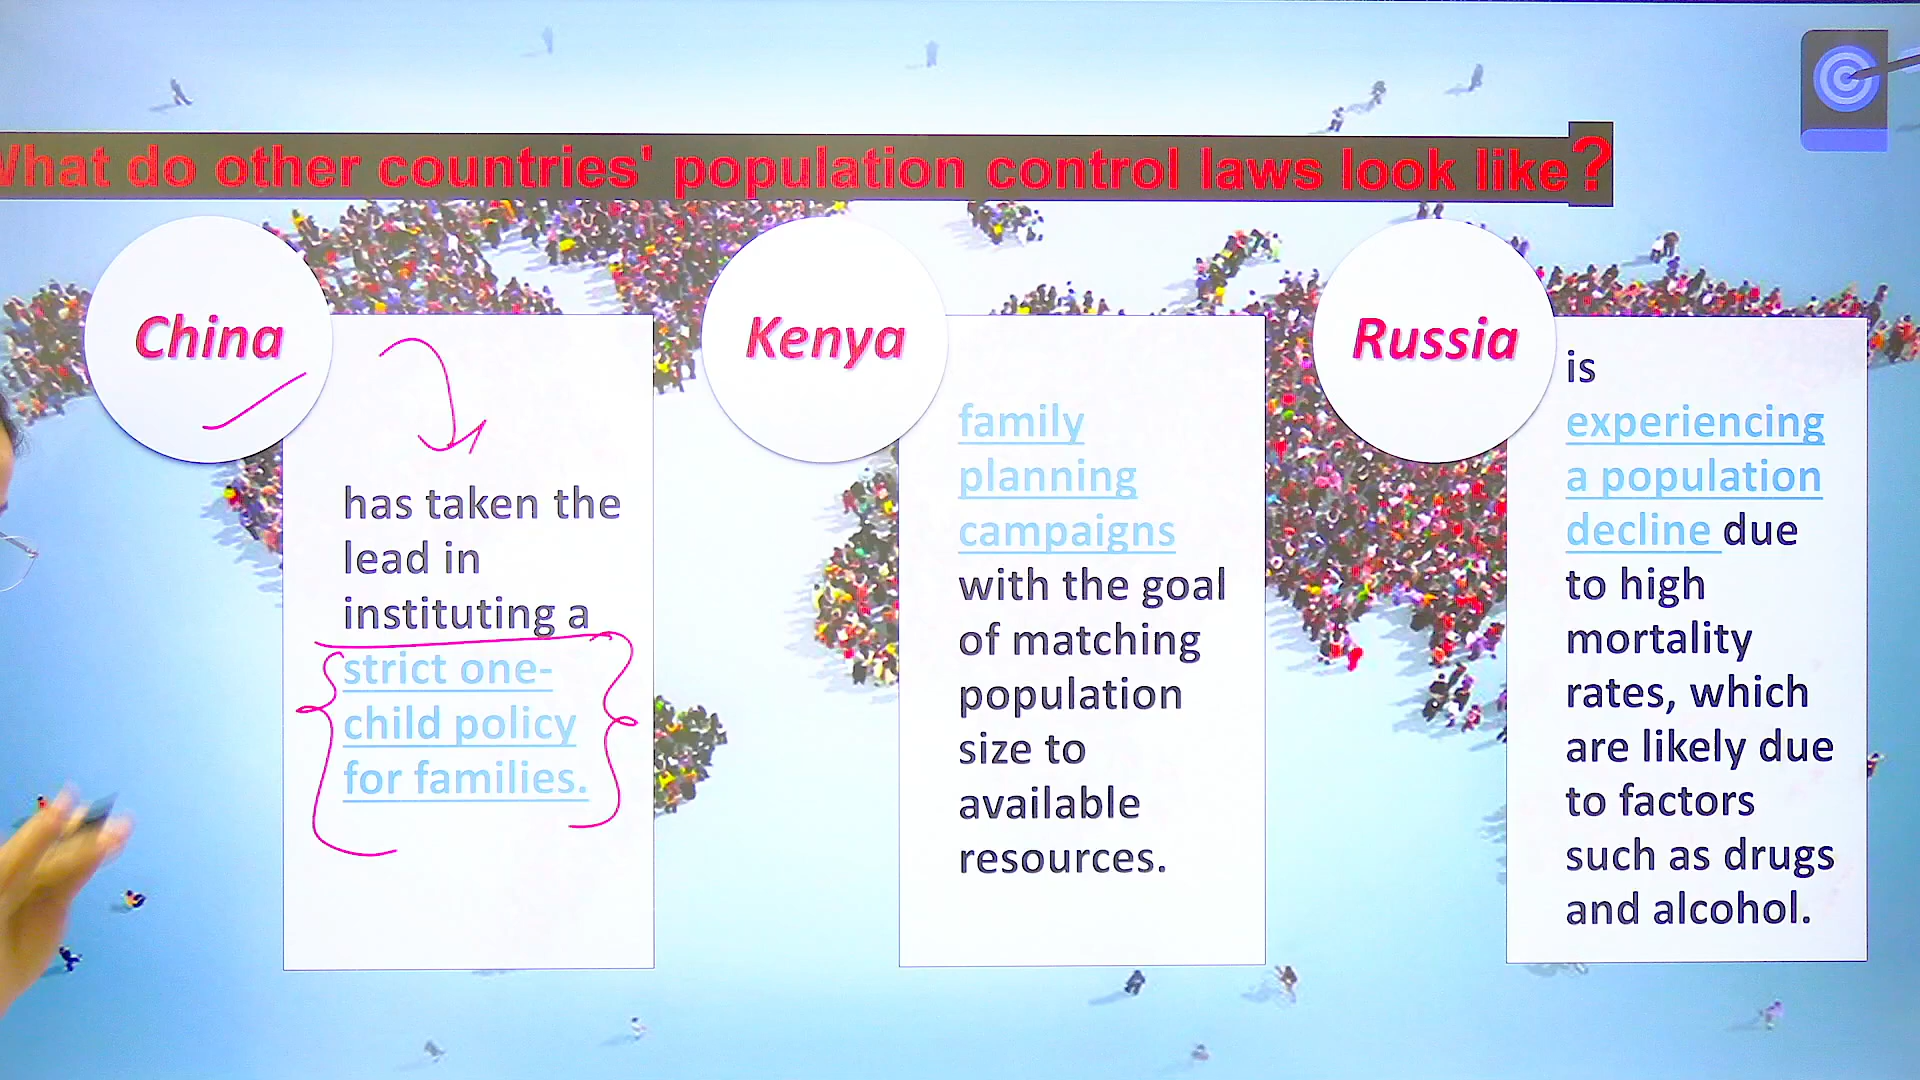 What do other countries' population control laws look like?
China
has taken the
lead in
instituting a
strict one-
child policy
for families.
Kenya
family
planning
campaigns
with the goal
of matching
population
size to
available
resources.
Russia
is
experiencing
a population
decline due
to high
mortality
rates, which
are likely due
to factors
such as drugs
and alcohol.